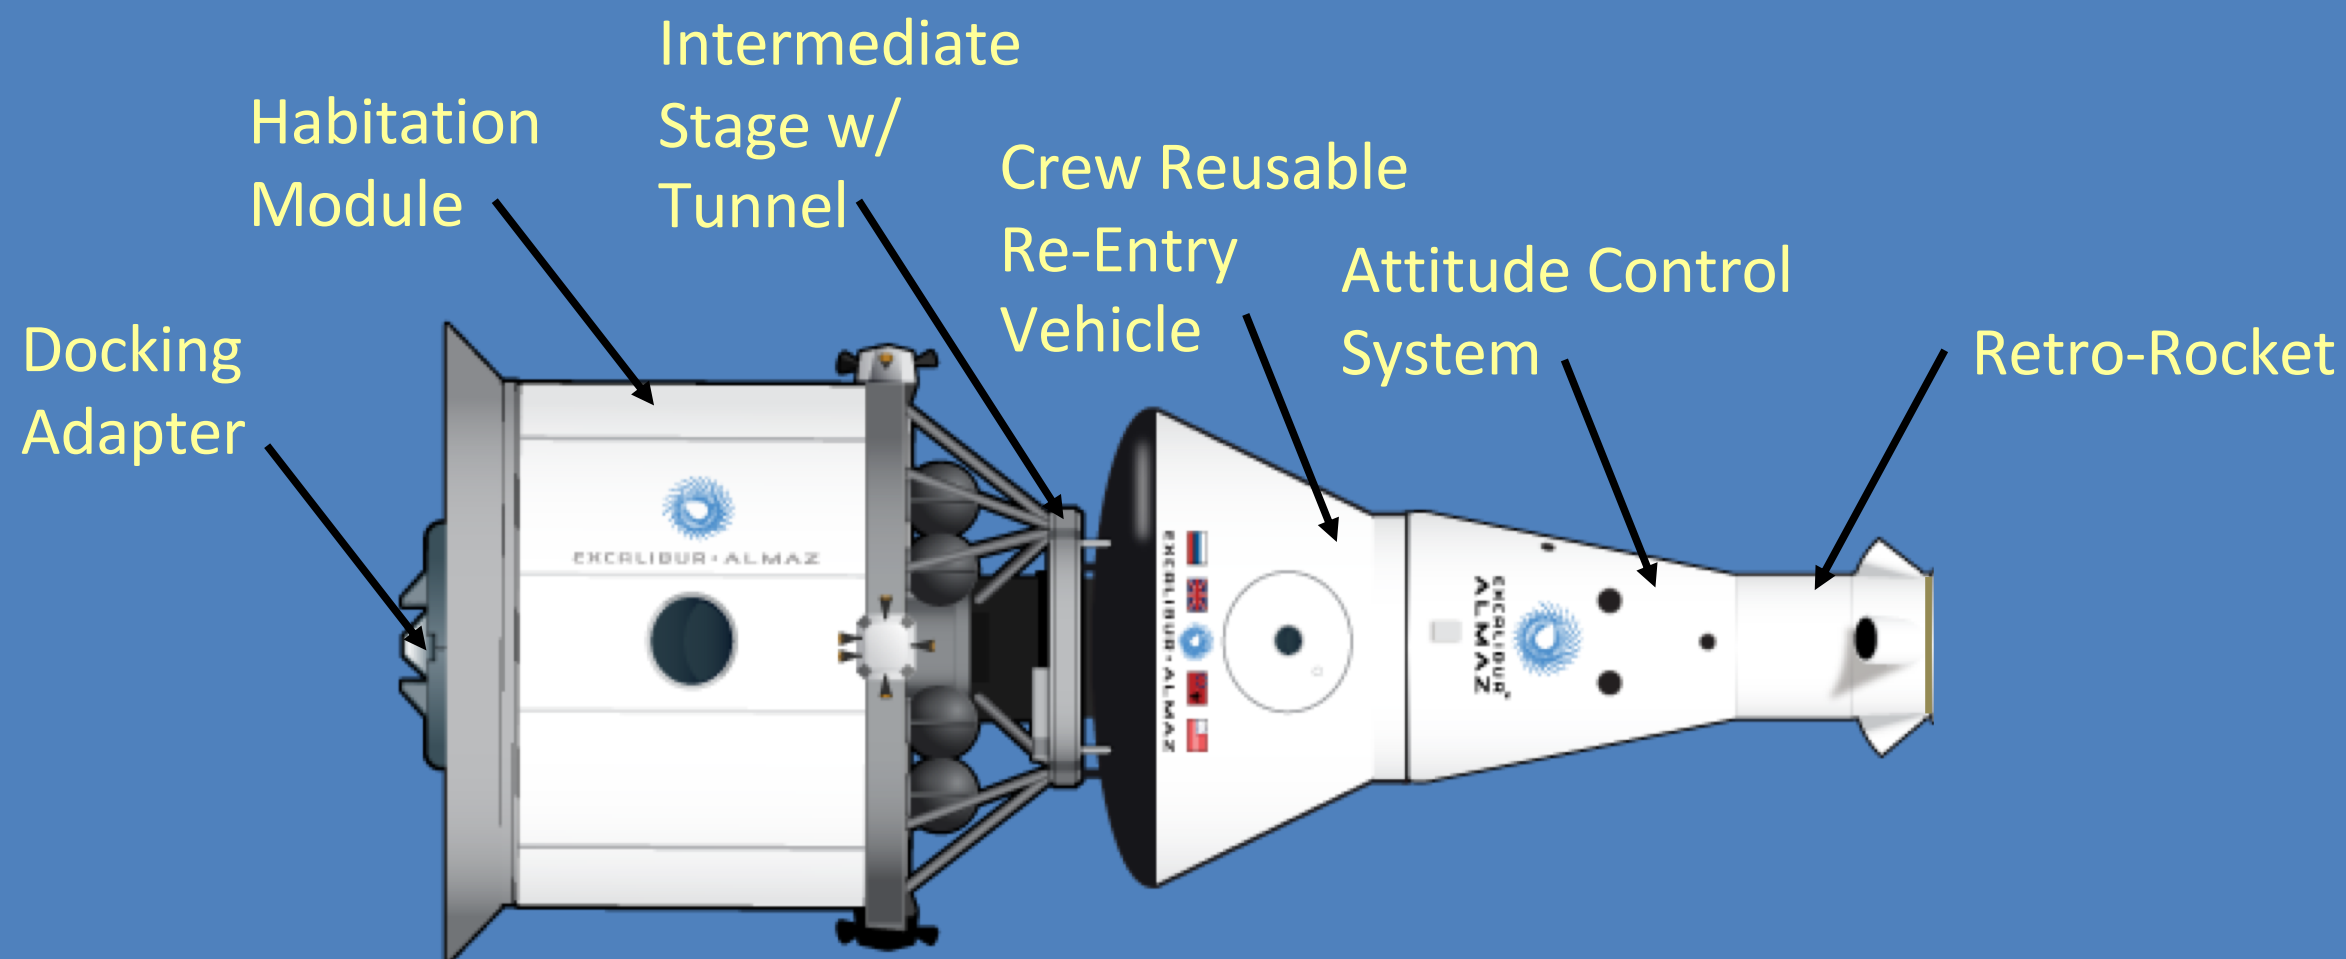 Intermediate
Stage w/
Tunnel
Habitation
Module
Crew Reusable
Re-Entry
Vehicle
Attitude Control
System
Docking
Adapter
Retro-Rocket
EXCALIBUR·ALMAZ
EXCALIBUR·ALMAZ
EXCALIBUR
ALMAZ